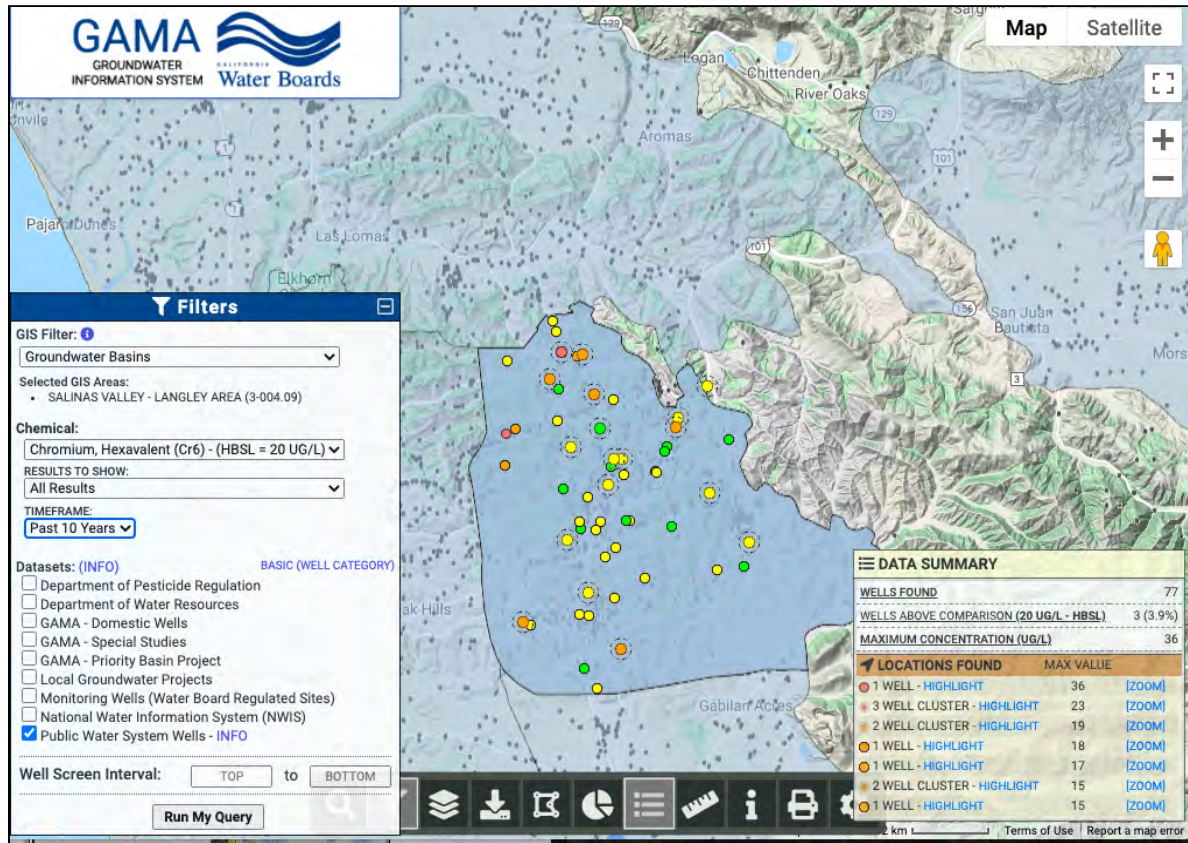 GAMA
GROUNDWATER
INFORMATION SYSTEM
CALIFORNIA
Water Boards
Map Satellite
129
Logan
Chittenden
River Oaks
129
Aromas
101
1
1
Pajaro Dunes
Las Lomas
Elkhorn
101
156
San Juan
Bautista
3
Gabilan Acres
Filters
GIS Filter:
Groundwater Basins
Selected GIS Areas:
• SALINAS VALLEY - LANGLEY AREA (3-004.09)
Chemical:
Chromium, Hexavalent (Cr6) - (HBSL = 20 UG/L)
RESULTS TO SHOW:
All Results
TIMEFRAME:
Past 10 Years
Datasets: (INFO) BASIC (WELL CATEGORY)
Department of Pesticide Regulation
Department of Water Resources
GAMA - Domestic Wells
GAMA - Special Studies
GAMA - Priority Basin Project
Local Groundwater Projects
Monitoring Wells (Water Board Regulated Sites)
National Water Information System (NWIS)
Public Water System Wells - INFO
Well Screen Interval: TOP to BOTTOM
Run My Query
DATA SUMMARY
WELLS FOUND 77
WELLS ABOVE COMPARISON (20 UG/L - HBSL) 3 (3.9%)
MAXIMUM CONCENTRATION (UG/L) 36
LOCATIONS FOUND MAX VALUE
1 WELL - HIGHLIGHT 36 [ZOOM]
3 WELL CLUSTER - HIGHLIGHT 23 [ZOOM]
2 WELL CLUSTER - HIGHLIGHT 19 [ZOOM]
1 WELL - HIGHLIGHT 18 [ZOOM]
1 WELL - HIGHLIGHT 17 [ZOOM]
2 WELL CLUSTER - HIGHLIGHT 15 [ZOOM]
1 WELL - HIGHLIGHT 15 [ZOOM]
2 km Terms of Use Report a map error